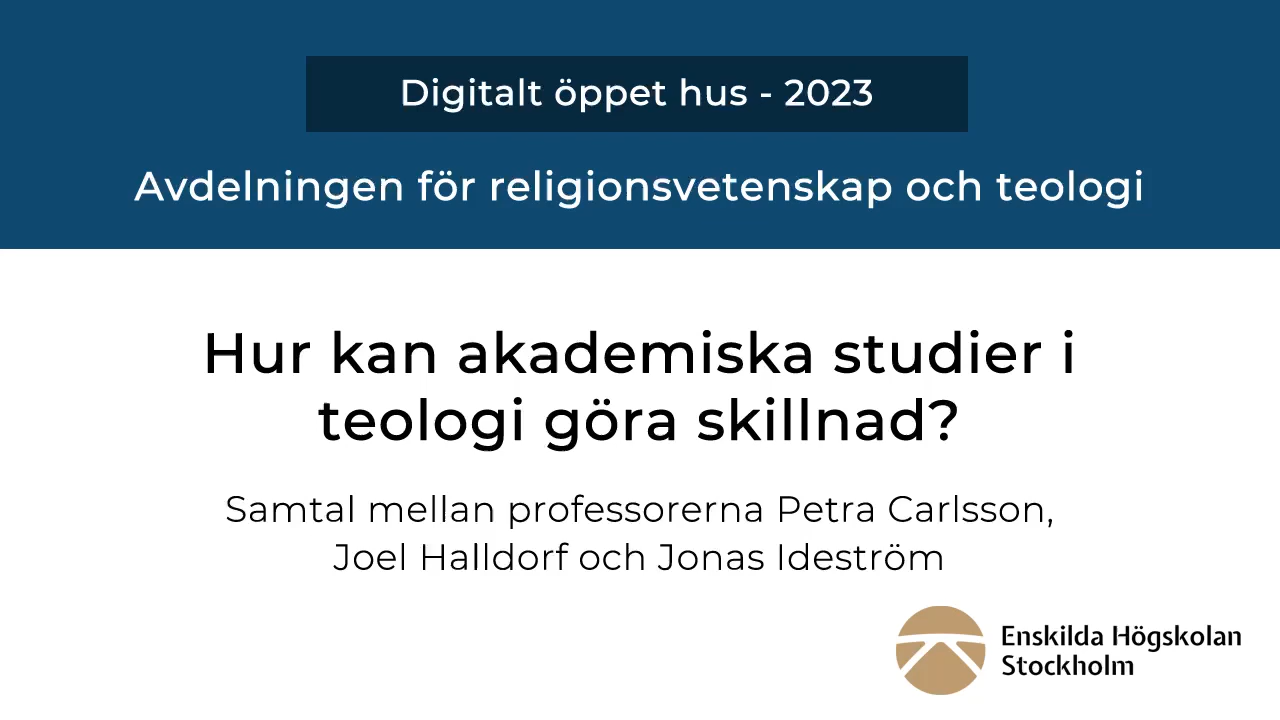 Digitalt öppet hus - 2023
Avdelningen för religionsvetenskap och teologi
Hur kan akademiska studier i
teologi göra skillnad?
Samtal mellan professorerna Petra Carlsson,
Joel Halldorf och Jonas Ideström
Enskilda Högskolan
Stockholm